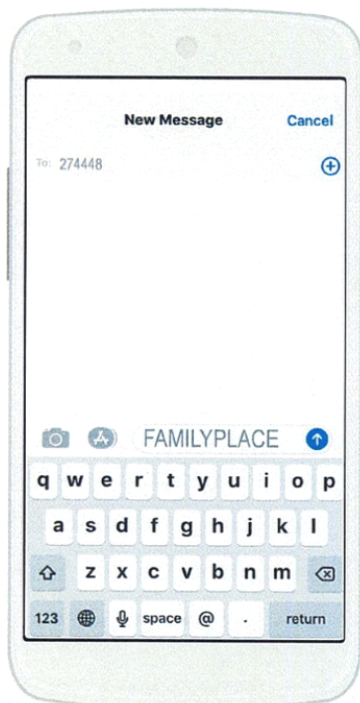 New Message Cancel
To: 274448
FAMILYPLACE
q w e r t y u i o p
a s d f g h j k l
z x c v b n m
123 space @ . return